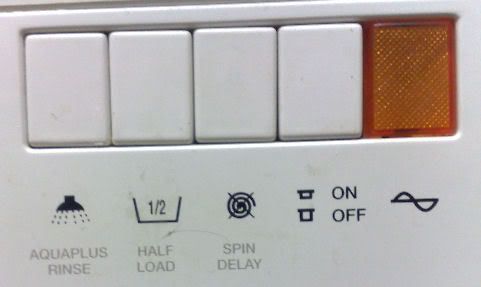 1/2
ON
OFF
AQUAPLUS
RINSE
HALF
LOAD
SPIN
DELAY